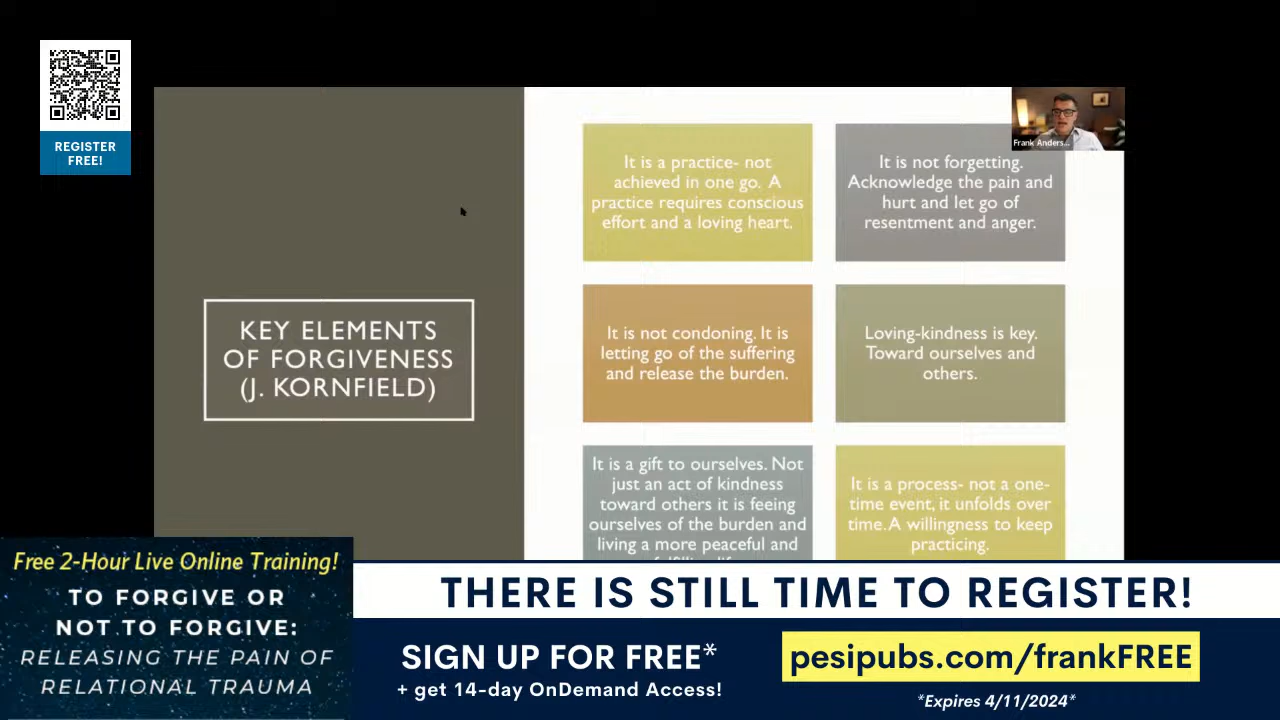 REGISTER
FREE!
Frank Anders...
KEY ELEMENTS
OF FORGIVENESS
(J. KORNFIELD)
It is a practice- not
achieved in one go. A
practice requires conscious
effort and a loving heart.
It is not forgetting.
Acknowledge the pain and
hurt and let go of
resentment and anger.
It is not condoning. It is
letting go of the suffering
and release the burden.
Loving-kindness is key.
Toward ourselves and
others.
It is a gift to ourselves. Not
just an act of kindness
toward others it is feeing
ourselves of the burden and
living a more peaceful and
It is a process- not a one-
time event, it unfolds over
time. A willingness to keep
practicing.
Free 2-Hour Live Online Training!
TO FORGIVE OR
NOT TO FORGIVE:
RELEASING THE PAIN OF
RELATIONAL TRAUMA
THERE IS STILL TIME TO REGISTER!
SIGN UP FOR FREE*
+ get 14-day OnDemand Access!
pesipubs.com/frankFREE
*Expires 4/11/2024*